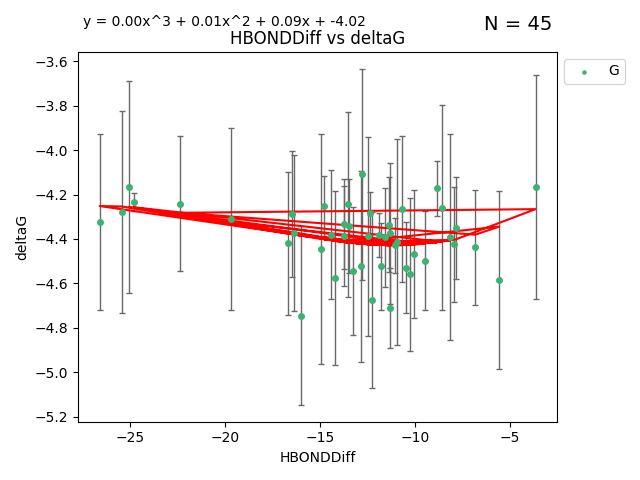 y = 0.00x^3 + 0.01x^2 + 0.09x + -4.02
N = 45
HBONDDiff vs deltaG
G
−3.6
−3.8
−4.0
−4.2
−4.4
−4.6
−4.8
−5.0
−5.2
deltaG
−25
−20
−15
−10
−5
HBONDDiff